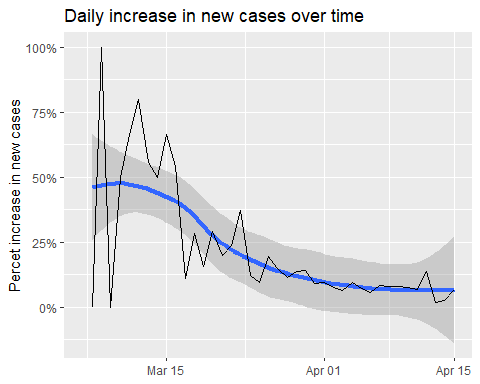 Daily increase in new cases over time
Percet increase in new cases
100%
75%
50%
25%
0%
Mar 15
Apr 01
Apr 15